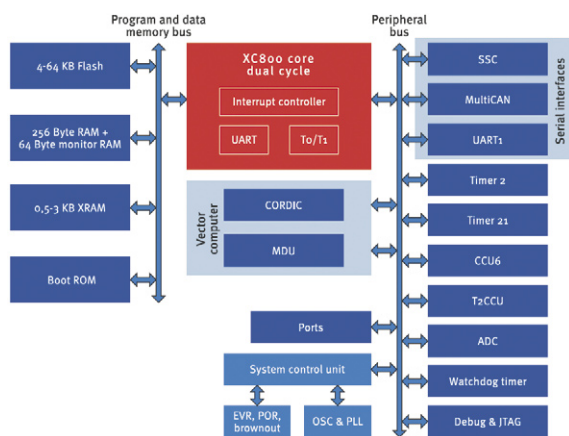 Program and data
memory bus
Peripheral
bus
4-64 KB Flash
256 Byte RAM +
64 Byte monitor RAM
0,5-3 KB XRAM
Boot ROM
XC800 core
dual cycle
Interrupt controller
UART
T0/T1
Vector
computer
CORDIC
MDU
Ports
System control unit
EVR, POR,
brownout
OSC & PLL
SSC
MultiCAN
UART1
Serial interfaces
Timer 2
Timer 21
CCU6
T2CCU
ADC
Watchdog timer
Debug & JTAG